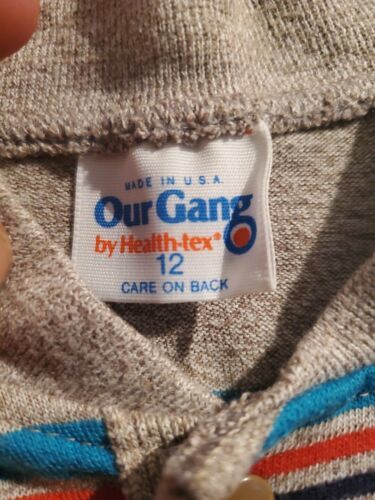 MADE IN U.S.A.
Our Gang
by Health-tex®
12
CARE ON BACK